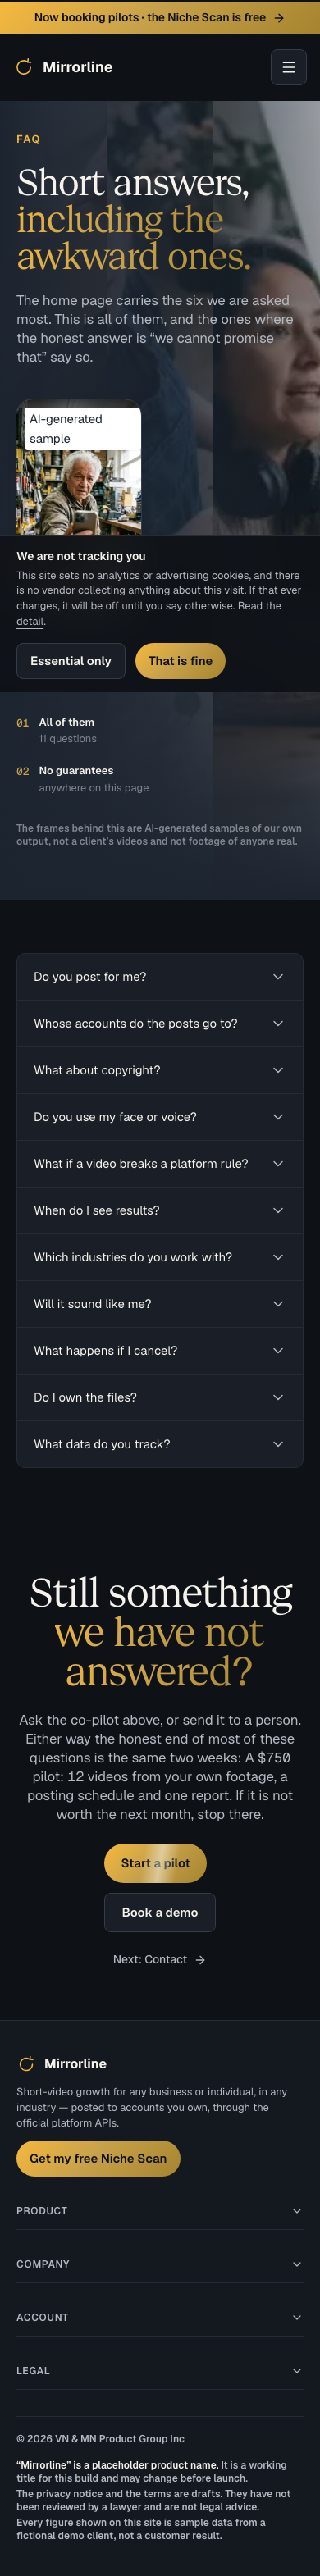 Now booking pilots · the Niche Scan is free →
Mirrorline
FAQ
Short answers,
including the
awkward ones.
The home page carries the six we are asked
most. This is all of them, and the ones where
the honest answer is “we cannot promise
that” say so.
AI-generated
sample
We are not tracking you
This site sets no analytics or advertising cookies, and there
is no vendor collecting anything about this visit. If that ever
changes, it will be off until you say otherwise. Read the
detail.
Essential only
That is fine
01 All of them
11 questions
02 No guarantees
anywhere on this page
The frames behind this are AI-generated samples of our own
output, not a client’s videos and not footage of anyone real.
Do you post for me?
Whose accounts do the posts go to?
What about copyright?
Do you use my face or voice?
What if a video breaks a platform rule?
When do I see results?
Which industries do you work with?
Will it sound like me?
What happens if I cancel?
Do I own the files?
What data do you track?
Still something
we have not
answered?
Ask the co-pilot above, or send it to a person.
Either way the honest end of most of these
questions is the same two weeks: A $750
pilot: 12 videos from your own footage, a
posting schedule and one report. If it is not
worth the next month, stop there.
Start a pilot
Book a demo
Next: Contact →
Mirrorline
Short-video growth for any business or individual, in any
industry — posted to accounts you own, through the
official platform APIs.
Get my free Niche Scan
PRODUCT
COMPANY
ACCOUNT
LEGAL
© 2026 VN & MN Product Group Inc
“Mirrorline” is a placeholder product name. It is a working
title for this build and may change before launch.
The privacy notice and the terms are drafts. They have not
been reviewed by a lawyer and are not legal advice.
Every figure shown on this site is sample data from a
fictional demo client, not a customer result.